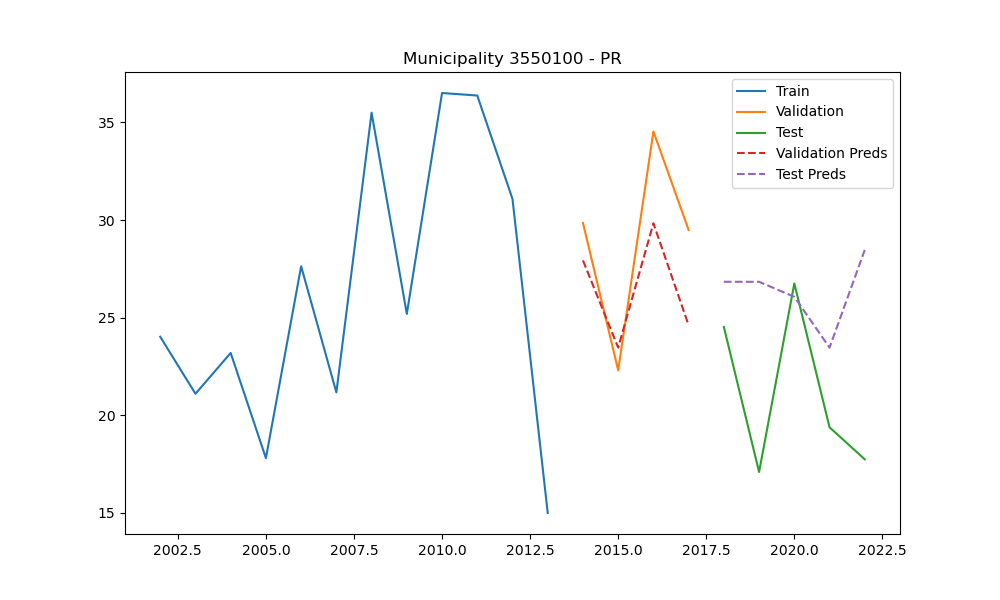 Municipality 3550100 - PR
Train
Validation
Test
Validation Preds
Test Preds
35
30
25
20
15
2002.5 2005.0 2007.5 2010.0 2012.5 2015.0 2017.5 2020.0 2022.5